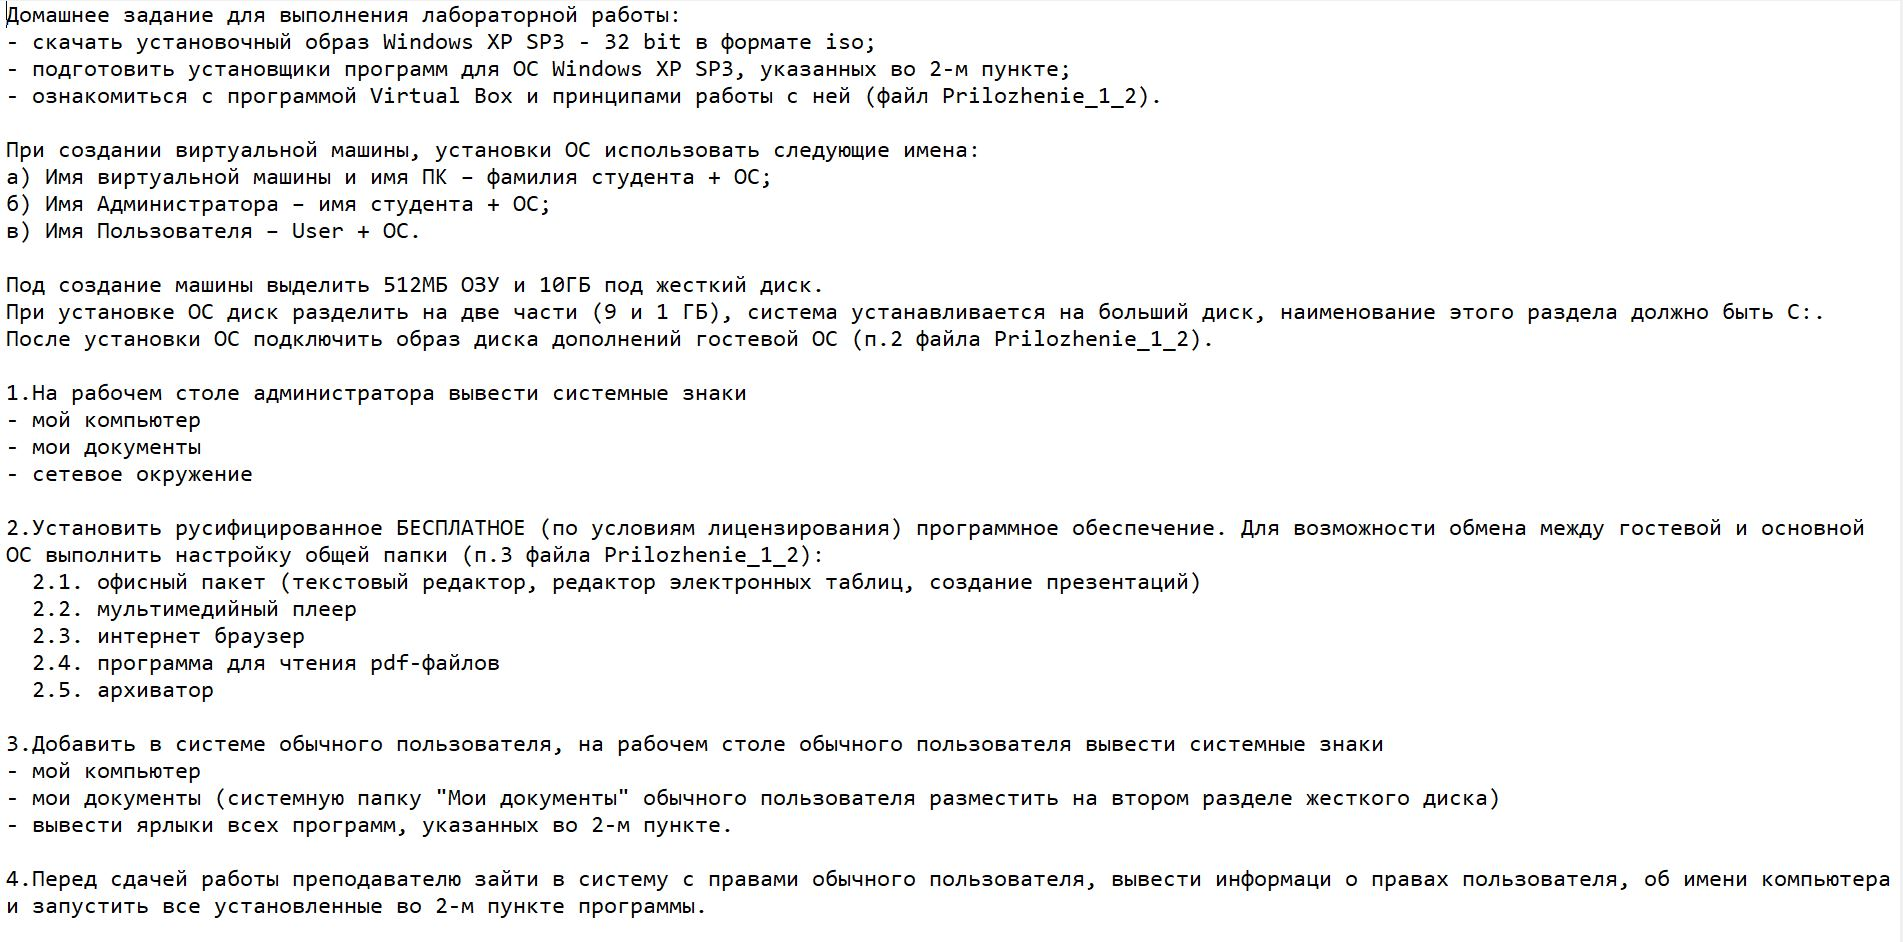 Домашнее задание для выполнения лабораторной работы:
- скачать установочный образ Windows XP SP3 - 32 bit в формате iso;
- подготовить установщики программ для ОС Windows XP SP3, указанных во 2-м пункте;
- ознакомиться с программой Virtual Box и принципами работы с ней (файл Prilozhenie_1_2).
При создании виртуальной машины, установки ОС использовать следующие имена:
а) Имя виртуальной машины и имя ПК – фамилия студента + ОС;
б) Имя Администратора – имя студента + ОС;
в) Имя Пользователя – User + ОС.
Под создание машины выделить 512МБ ОЗУ и 10ГБ под жесткий диск.
При установке ОС диск разделить на две части (9 и 1 ГБ), система устанавливается на больший диск, наименование этого раздела должно быть С:.
После установки ОС подключить образ диска дополнений гостевой ОС (п.2 файла Prilozhenie_1_2).
1.На рабочем столе администратора вывести системные знаки
- мой компьютер
- мои документы
- сетевое окружение
2.Установить русифицированное БЕСПЛАТНОЕ (по условиям лицензирования) программное обеспечение. Для возможности обмена между гостевой и основной
ОС выполнить настройку общей папки (п.3 файла Prilozhenie_1_2):
2.1. офисный пакет (текстовый редактор, редактор электронных таблиц, создание презентаций)
2.2. мультимедийный плеер
2.3. интернет браузер
2.4. программа для чтения pdf-файлов
2.5. архиватор
3.Добавить в системе обычного пользователя, на рабочем столе обычного пользователя вывести системные знаки
- мой компьютер
- мои документы (системную папку "Мои документы" обычного пользователя разместить на втором разделе жесткого диска)
- вывести ярлыки всех программ, указанных во 2-м пункте.
4.Перед сдачей работы преподавателю зайти в систему с правами обычного пользователя, вывести информаци о правах пользователя, об имени компьютера
и запустить все установленные во 2-м пункте программы.